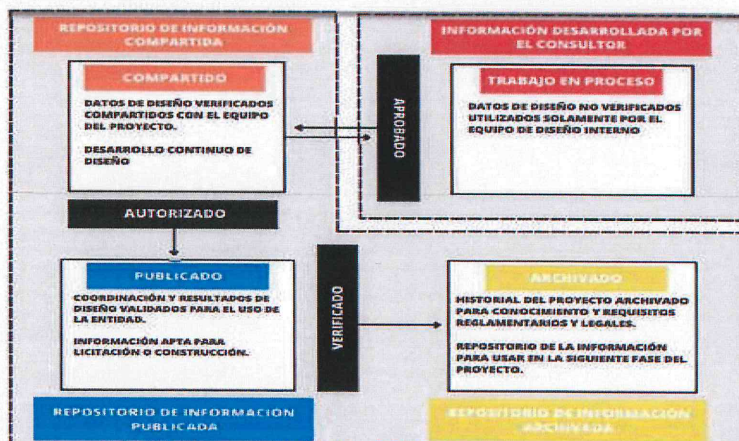 REPOSITORIO DE INFORMACIÓN
COMPARTIDA
COMPARTIDO
DATOS DE DISEÑO VERIFICADOS
COMPARTIDOS CON EL EQUIPO
DEL PROYECTO.
DESARROLLO CONTINUO DE
DISEÑO
INFORMACIÓN DESARROLLADA POR
EL CONSULTOR
TRABAJO EN PROCESO
DATOS DE DISEÑO NO VERIFICADOS
UTILIZADOS SOLAMENTE POR EL
EQUIPO DE DISEÑO INTERNO
APROBADO
AUTORIZADO
PUBLICADO
COORDINACIÓN Y RESULTADOS DE
DISEÑO VALIDADOS PARA EL USO DE
LA ENTIDAD.
INFORMACIÓN APTA PARA
LICITACIÓN O CONSTRUCCIÓN.
REPOSITORIO DE INFORMACIÓN
PUBLICADA
VERIFICADO
ARCHIVADO
HISTORIAL DEL PROYECTO ARCHIVADO
PARA CONOCIMIENTO Y REQUISITOS
REGLAMENTARIOS Y LEGALES.
REPOSITORIO DE LA INFORMACIÓN
PARA USAR EN LA SIGUIENTE FASE DEL
PROYECTO.
REPOSITORIO DE INFORMACIÓN
ARCHIVADA